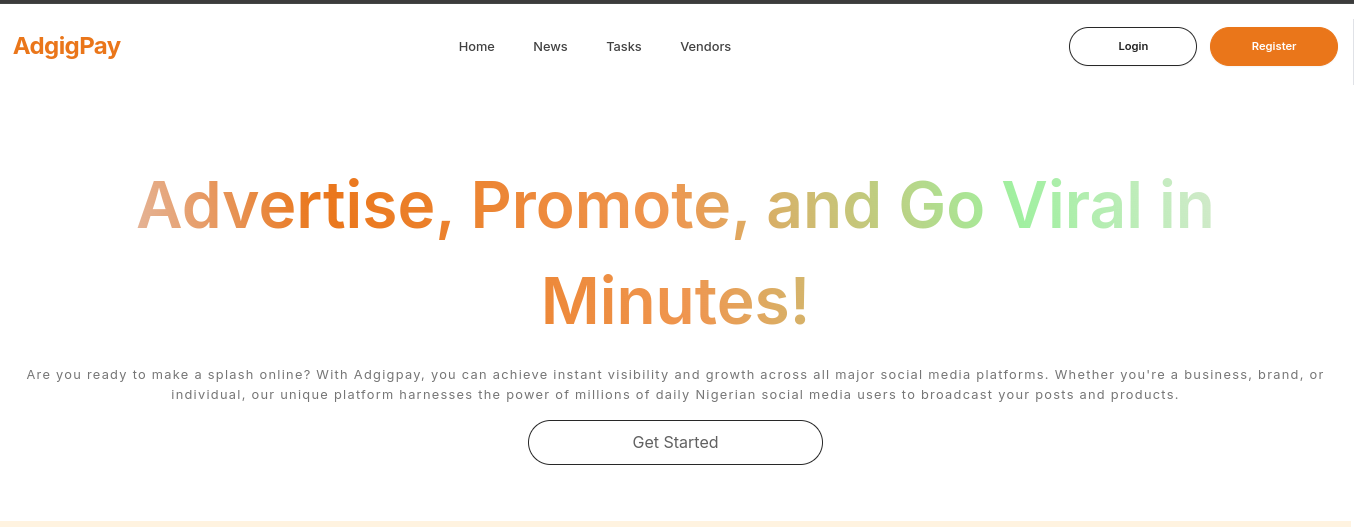 AdgigPay
Home News Tasks Vendors
Login Register
Advertise, Promote, and Go Viral in
Minutes!
Are you ready to make a splash online? With Adgigpay, you can achieve instant visibility and growth across all major social media platforms. Whether you're a business, brand, or
individual, our unique platform harnesses the power of millions of daily Nigerian social media users to broadcast your posts and products.
Get Started